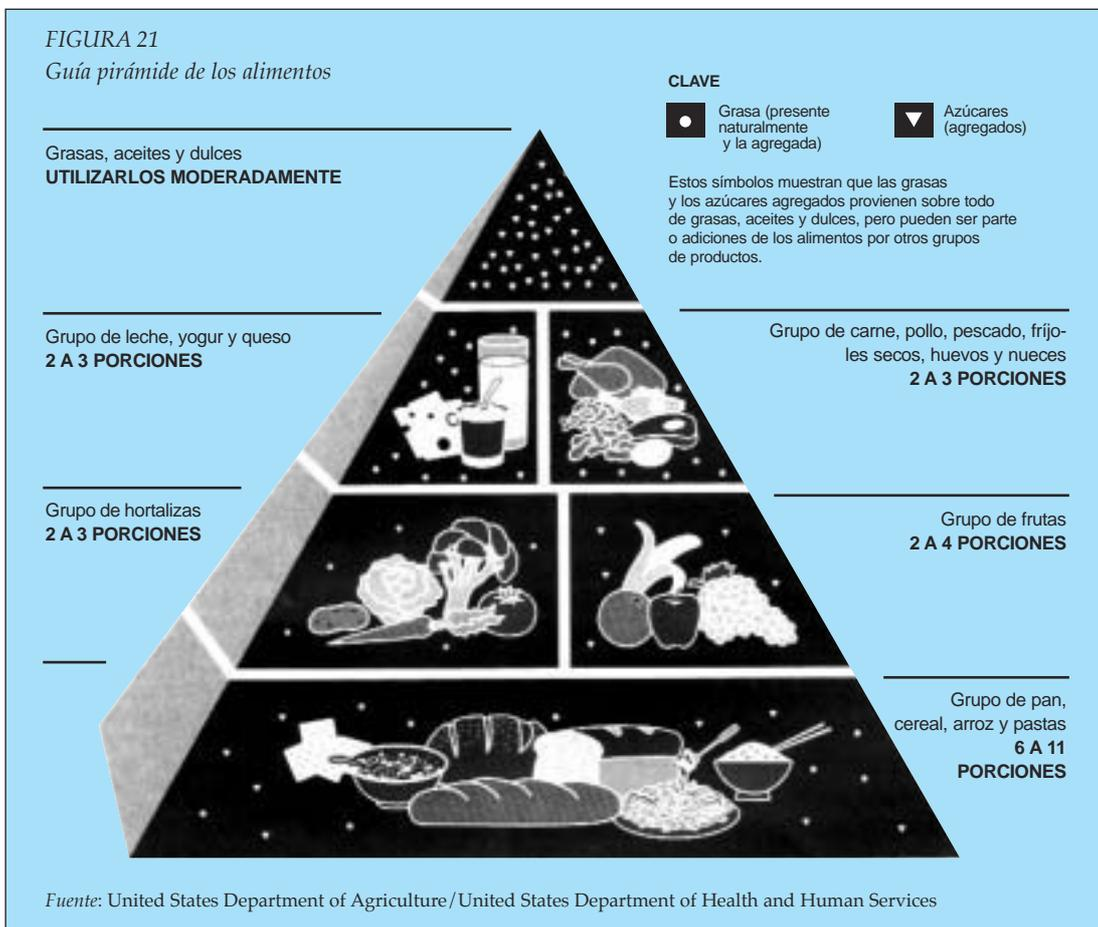 FIGURA 21
Guía pirámide de los alimentos
CLAVE
Grasa (presente
naturalmente
y la agregada)
Azúcares
(agregados)
Estos símbolos muestran que las grasas
y los azúcares agregados provienen sobre todo
de grasas, aceites y dulces, pero pueden ser parte
o adiciones de los alimentos por otros grupos
de productos.
Grasas, aceites y dulces
UTILIZARLOS MODERADAMENTE
Grupo de leche, yogur y queso
2 A 3 PORCIONES
Grupo de carne, pollo, pescado, fríjo-
les secos, huevos y nueces
2 A 3 PORCIONES
Grupo de hortalizas
2 A 3 PORCIONES
Grupo de frutas
2 A 4 PORCIONES
Grupo de pan,
cereal, arroz y pastas
6 A 11
PORCIONES
Fuente: United States Department of Agriculture/United States Department of Health and Human Services